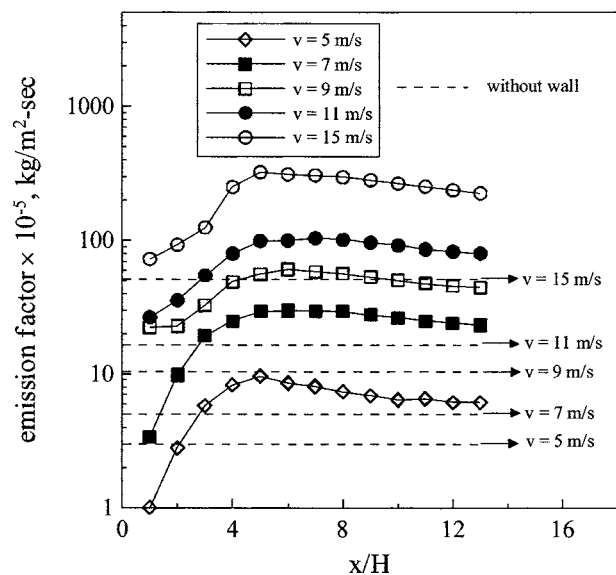 v = 5 m/s
v = 7 m/s
v = 9 m/s
v = 11 m/s
v = 15 m/s
without wall
emission factor × 10⁻⁵, kg/m²-sec
1000
100
10
1
v = 15 m/s
v = 11 m/s
v = 9 m/s
v = 7 m/s
v = 5 m/s
0 4 8 12 16
x/H